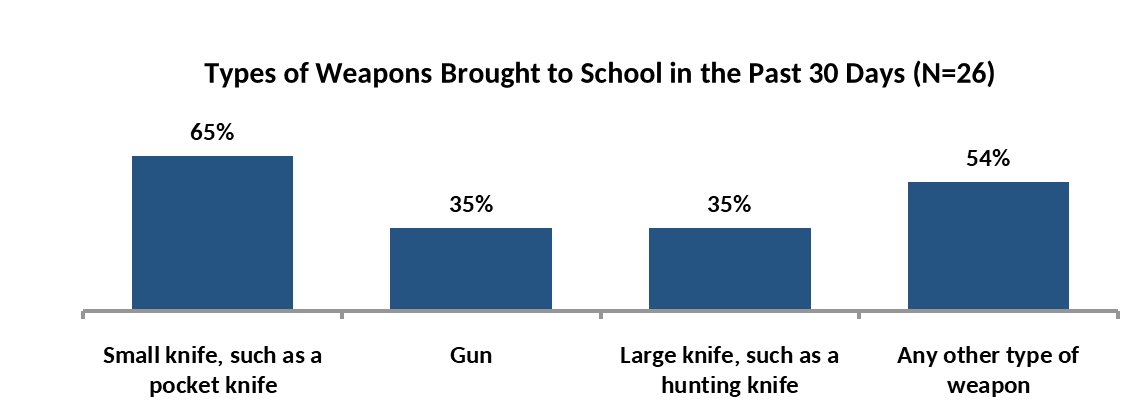 Types of Weapons Brought to School in the Past 30 Days (N=26)
65%
35%
35%
54%
Small knife, such as a
pocket knife
Gun
Large knife, such as a
hunting knife
Any other type of
weapon